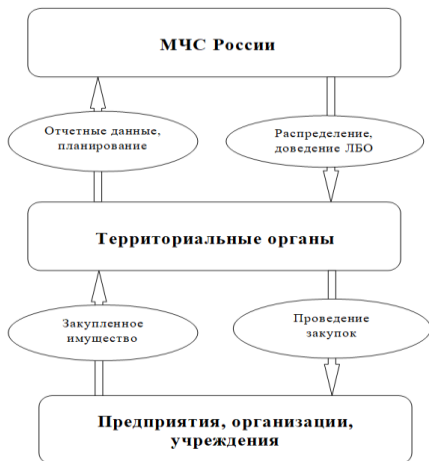 МЧС России
Отчетные данные,
планирование
Распределение,
доведение ЛБО
Территориальные органы
Закупленное
имущество
Проведение
закупок
Предприятия, организации,
учреждения